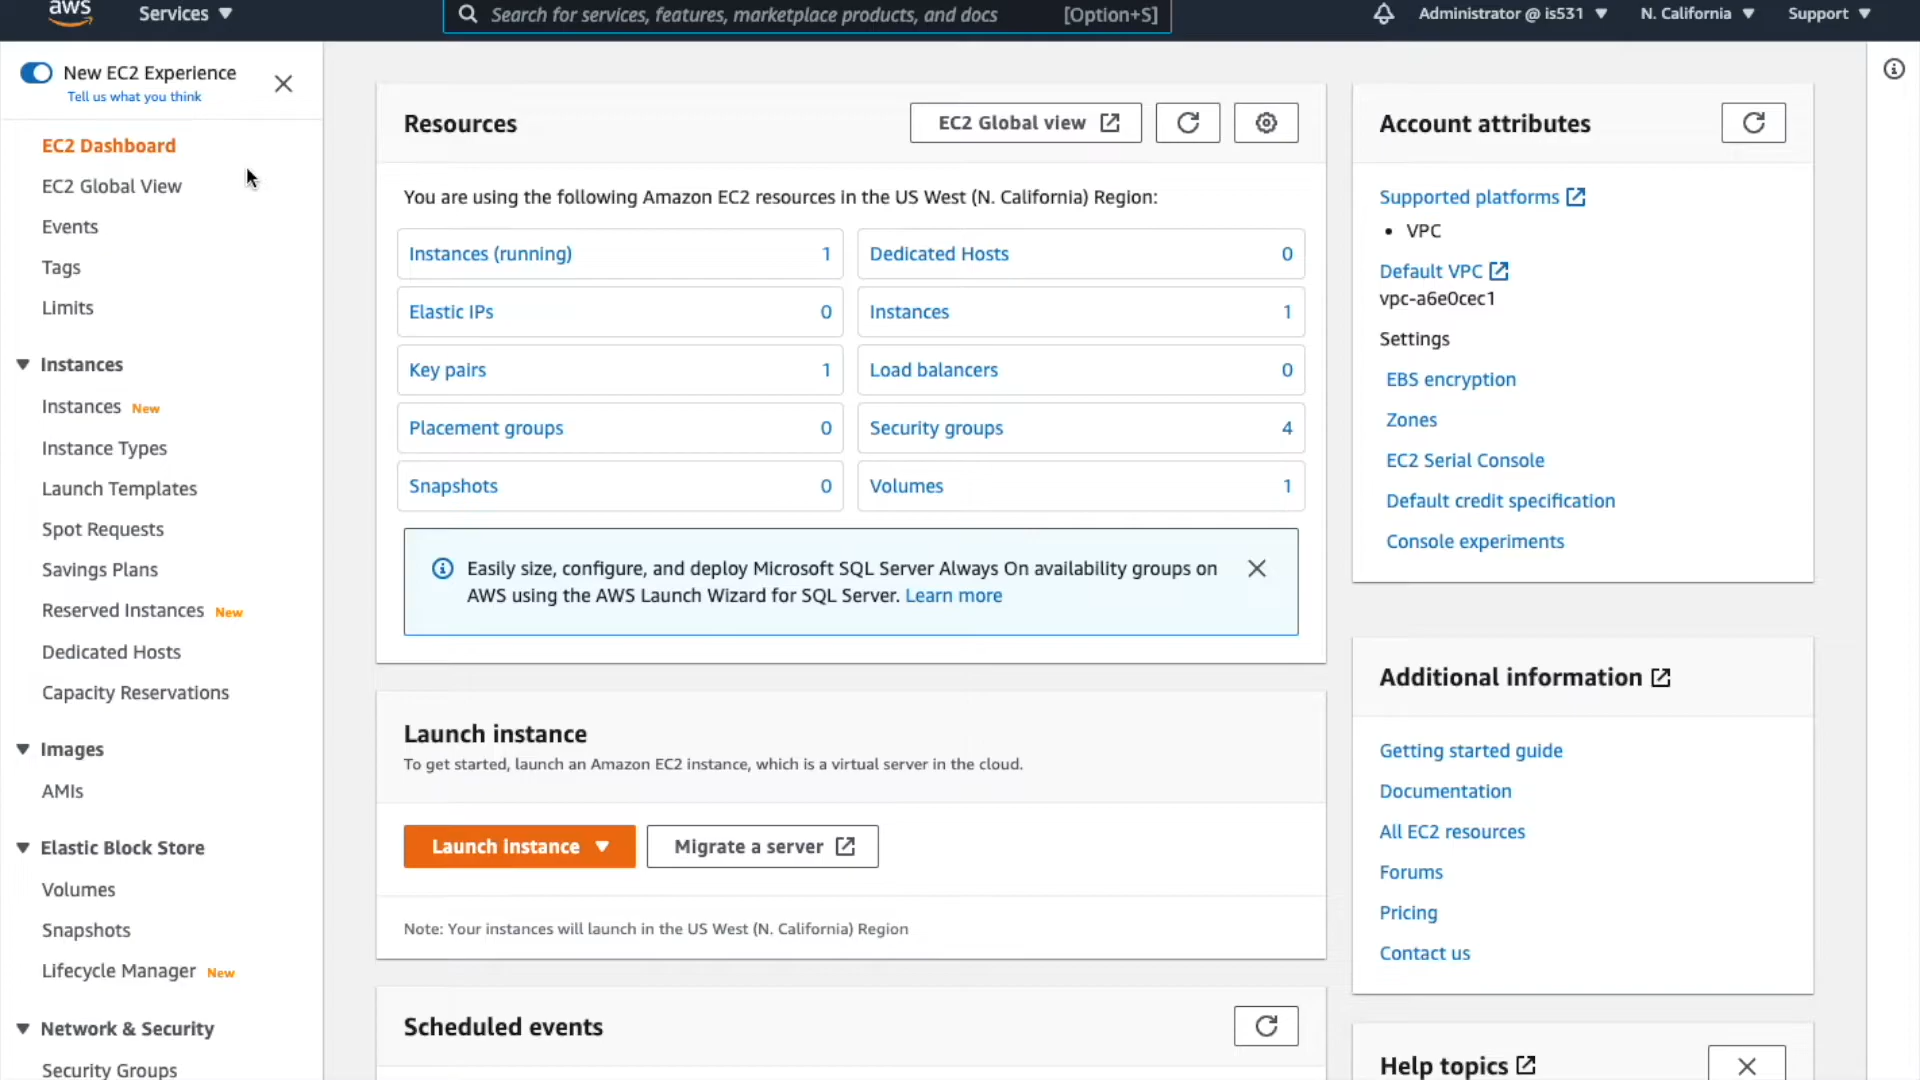 aws
Services ▼
Search for services, features, marketplace products, and docs
[Option+S]
Administrator @ is531 ▼
N. California ▼
Support ▼
New EC2 Experience
Tell us what you think
EC2 Dashboard
EC2 Global View
Events
Tags
Limits
Instances
Instances New
Instance Types
Launch Templates
Spot Requests
Savings Plans
Reserved Instances New
Dedicated Hosts
Capacity Reservations
Images
AMIs
Elastic Block Store
Volumes
Snapshots
Lifecycle Manager New
Network & Security
Security Groups
Resources
EC2 Global view
You are using the following Amazon EC2 resources in the US West (N. California) Region:
Instances (running) 1
Dedicated Hosts 0
Elastic IPs 0
Instances 1
Key pairs 1
Load balancers 0
Placement groups 0
Security groups 4
Snapshots 0
Volumes 1
Easily size, configure, and deploy Microsoft SQL Server Always On availability groups on
AWS using the AWS Launch Wizard for SQL Server. Learn more
Launch instance
To get started, launch an Amazon EC2 instance, which is a virtual server in the cloud.
Launch instance ▼
Migrate a server
Note: Your instances will launch in the US West (N. California) Region
Scheduled events
Account attributes
Supported platforms
• VPC
Default VPC
vpc-a6e0cec1
Settings
EBS encryption
Zones
EC2 Serial Console
Default credit specification
Console experiments
Additional information
Getting started guide
Documentation
All EC2 resources
Forums
Pricing
Contact us
Help topics